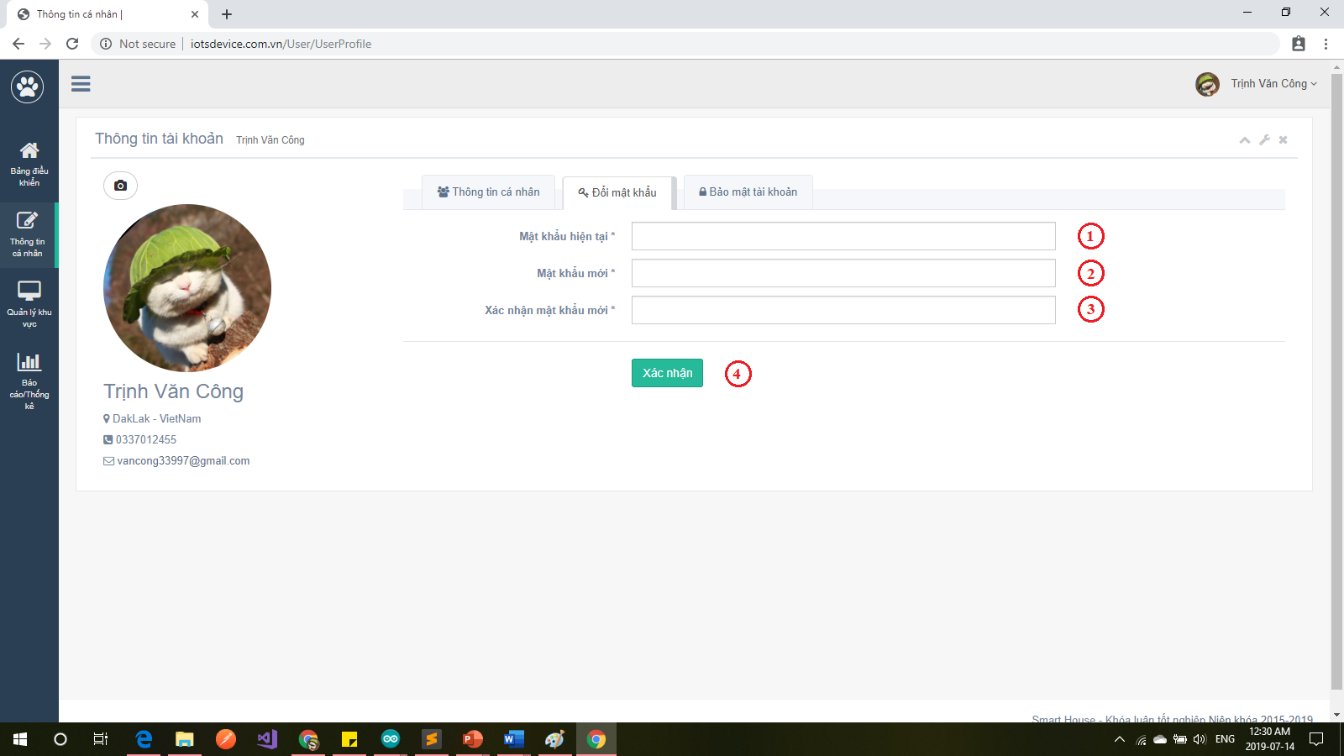 Thông tin cá nhân |
Not secure | iotsdevice.com.vn/User/UserProfile
Trịnh Văn Công
Bảng điều
khiển
Thông tin
cá nhân
Quản lý khu
vực
Báo
cáo/Thống
kê
Thông tin tài khoản Trịnh Văn Công
Thông tin cá nhân
Đổi mật khẩu
Bảo mật tài khoản
Mật khẩu hiện tại *
1
Mật khẩu mới *
2
Xác nhận mật khẩu mới *
3
Xác nhận
4
Trịnh Văn Công
DakLak - VietNam
0337012455
vancong33997@gmail.com
Smart House - Khóa luận tốt nghiệp Niên khóa 2015-2019
ENG
12:30 AM
2019-07-14